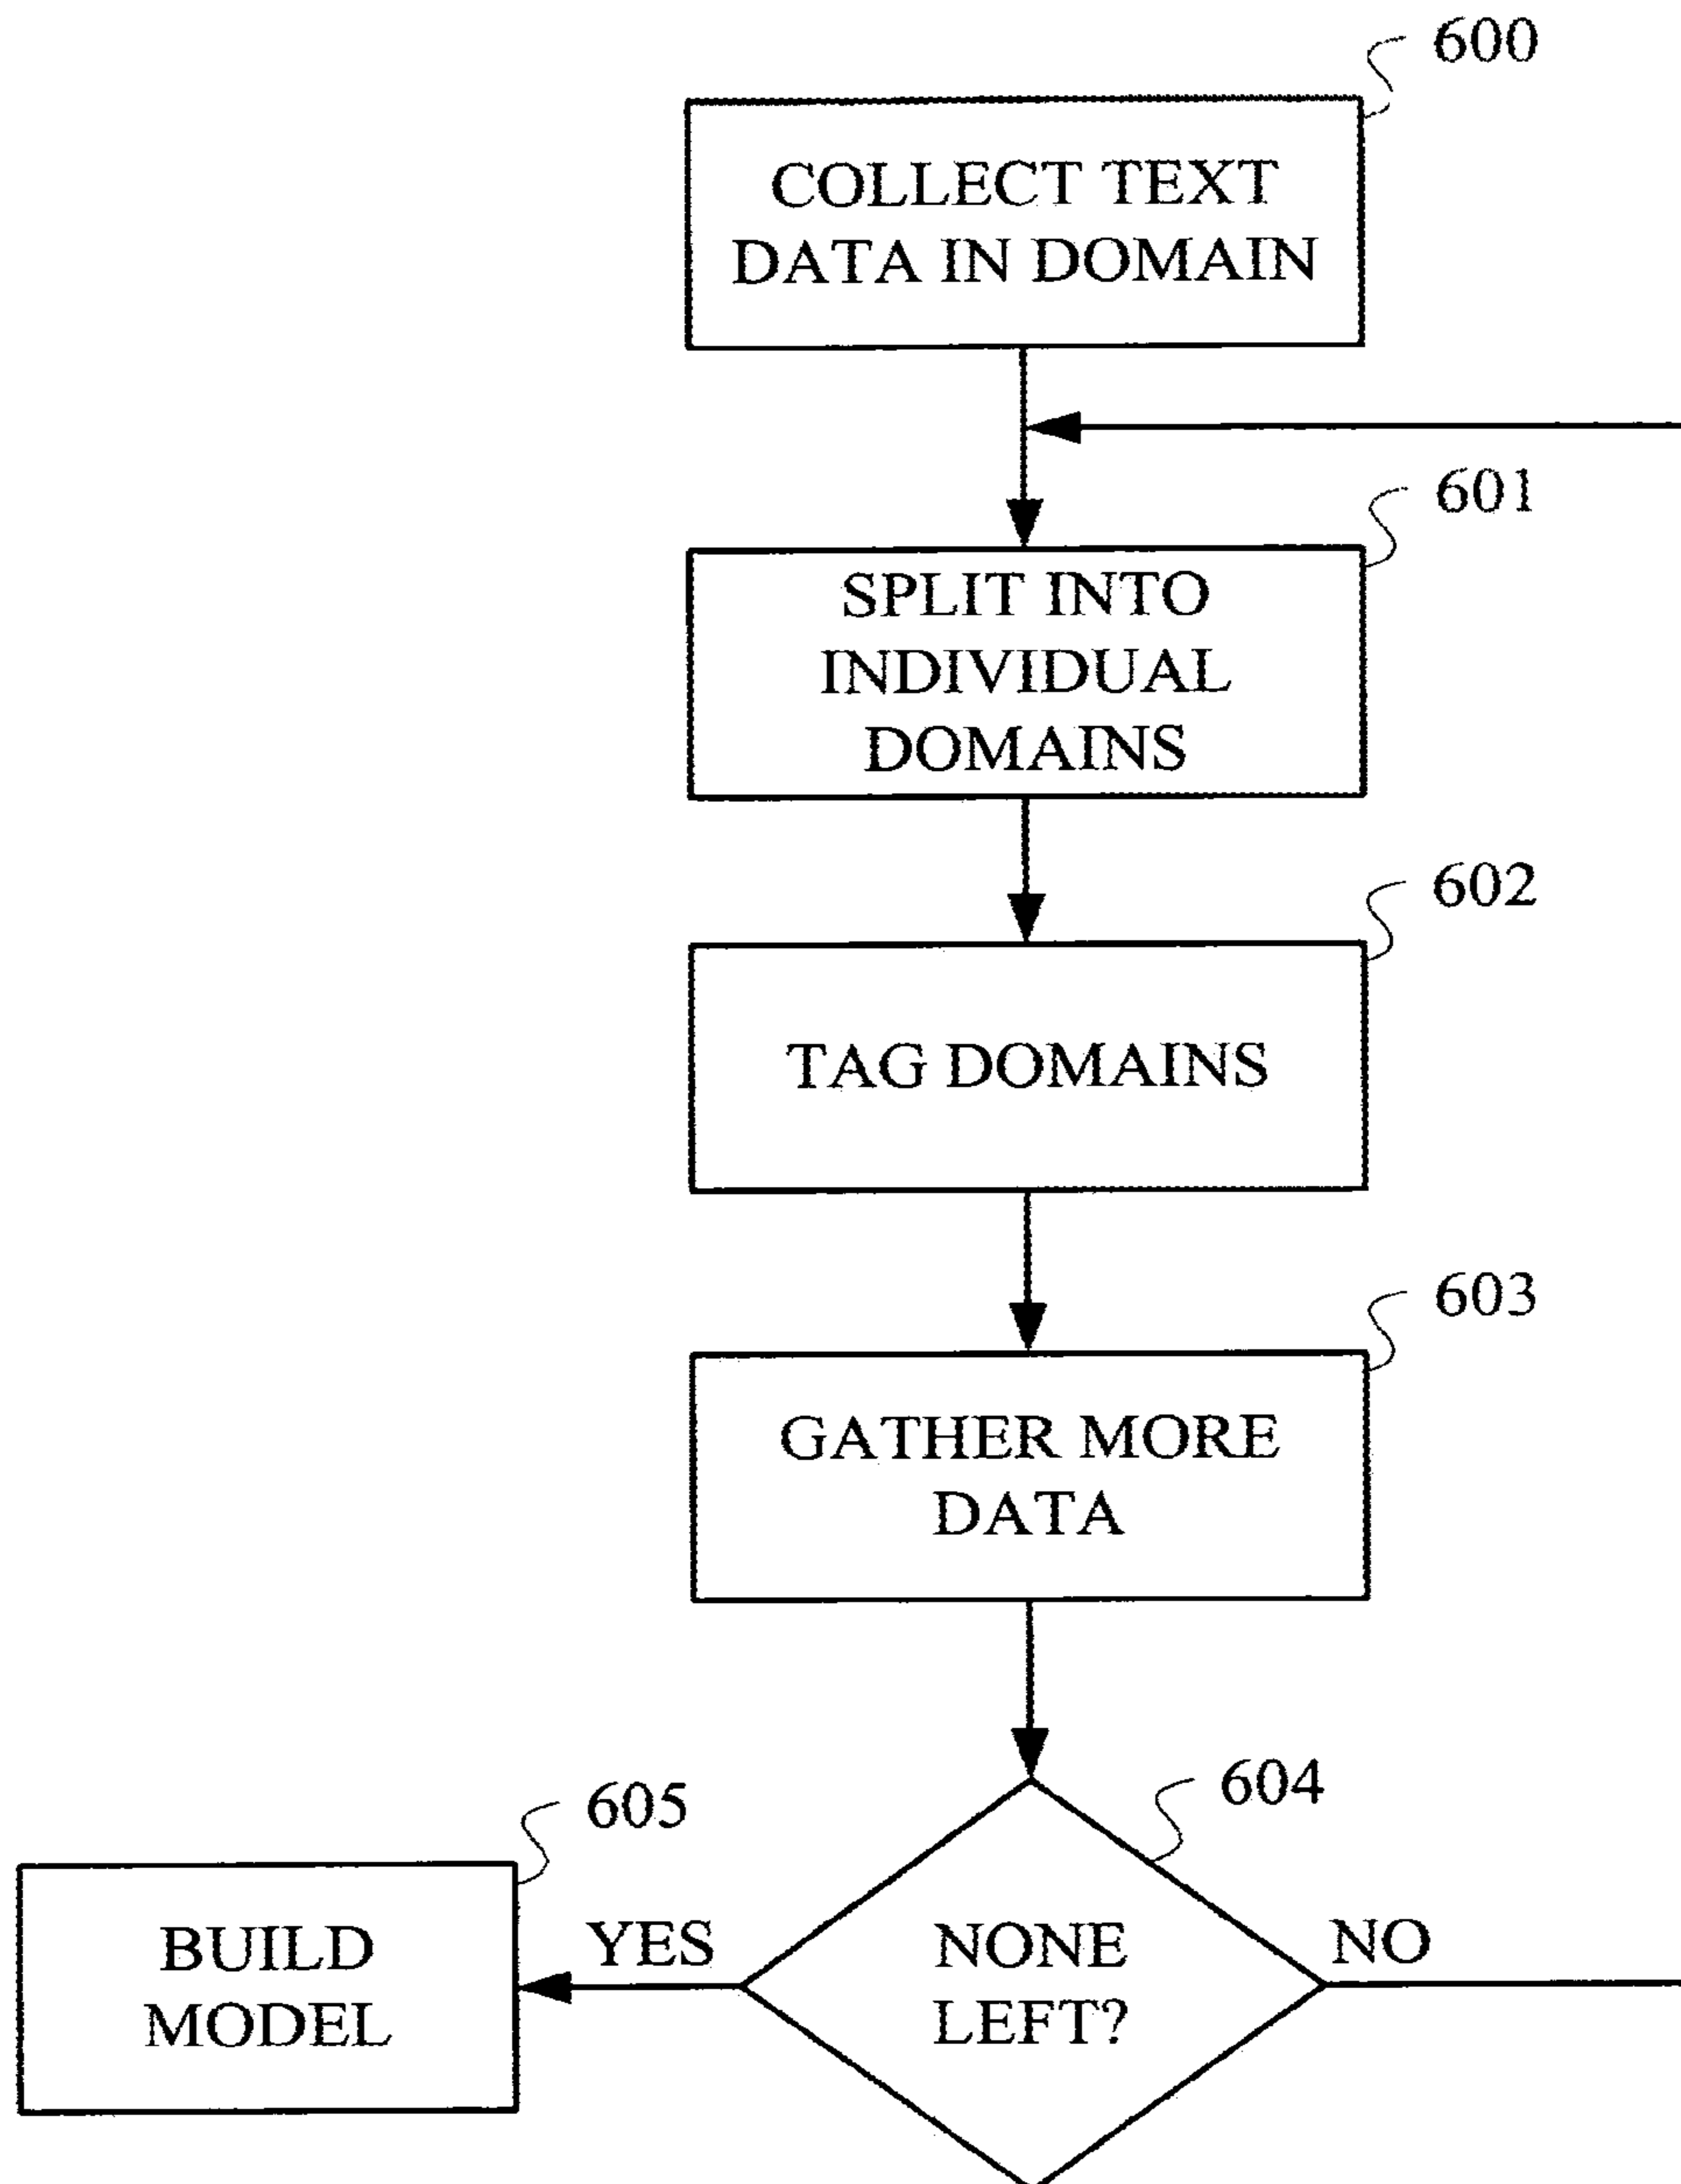 600
COLLECT TEXT
DATA IN DOMAIN
601
SPLIT INTO
INDIVIDUAL
DOMAINS
602
TAG DOMAINS
603
GATHER MORE
DATA
604
605
NONE
LEFT?
YES
NO
BUILD
MODEL